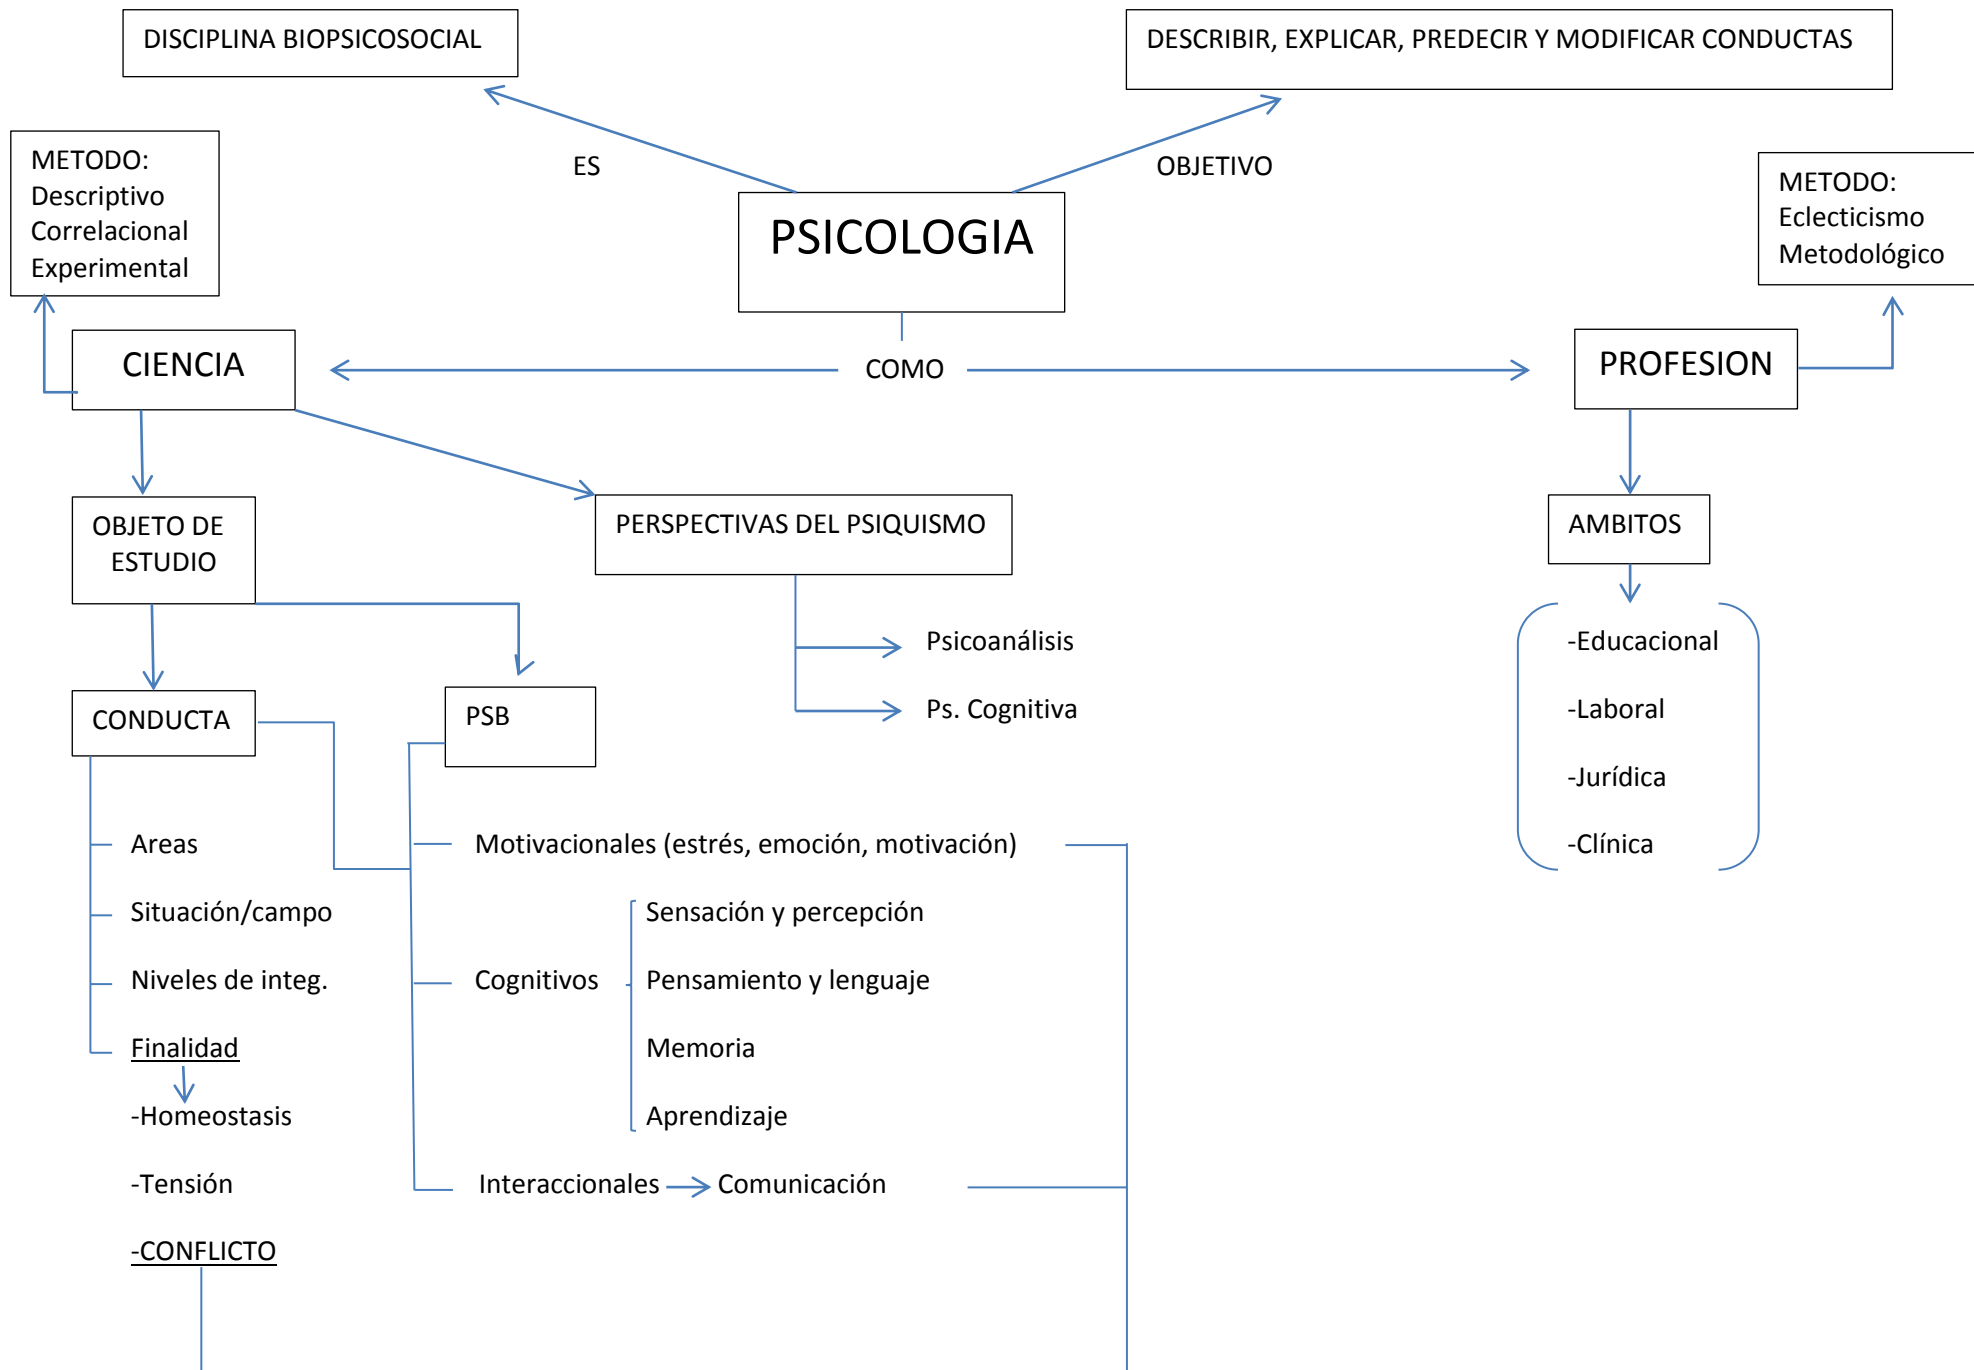 DISCIPLINA BIOPSICOSOCIAL
DESCRIBIR, EXPLICAR, PREDECIR Y MODIFICAR CONDUCTAS
METODO:
Descriptivo
Correlacional
Experimental
ES
OBJETIVO
METODO:
Eclecticismo
Metodológico
PSICOLOGIA
CIENCIA
COMO
PROFESION
OBJETO DE
ESTUDIO
PERSPECTIVAS DEL PSIQUISMO
AMBITOS
Psicoanálisis
Ps. Cognitiva
-Educacional
-Laboral
-Jurídica
-Clínica
CONDUCTA
PSB
Areas
Situación/campo
Niveles de integ.
Finalidad
-Homeostasis
-Tensión
-CONFLICTO
Motivacionales (estrés, emoción, motivación)
Cognitivos
Sensación y percepción
Pensamiento y lenguaje
Memoria
Aprendizaje
Interaccionales
Comunicación